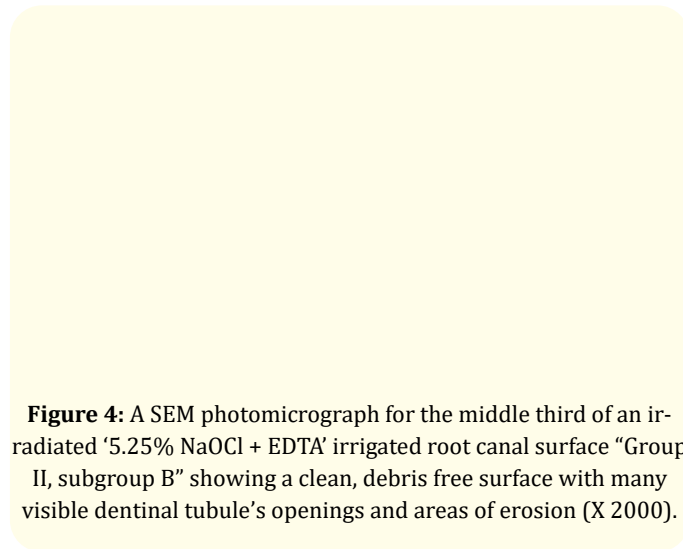 Figure 4: A SEM photomicrograph for the middle third of an ir-
radiated ‘5.25% NaOCl + EDTA’ irrigated root canal surface “Group
II, subgroup B” showing a clean, debris free surface with many
visible dentinal tubule’s openings and areas of erosion (X 2000).